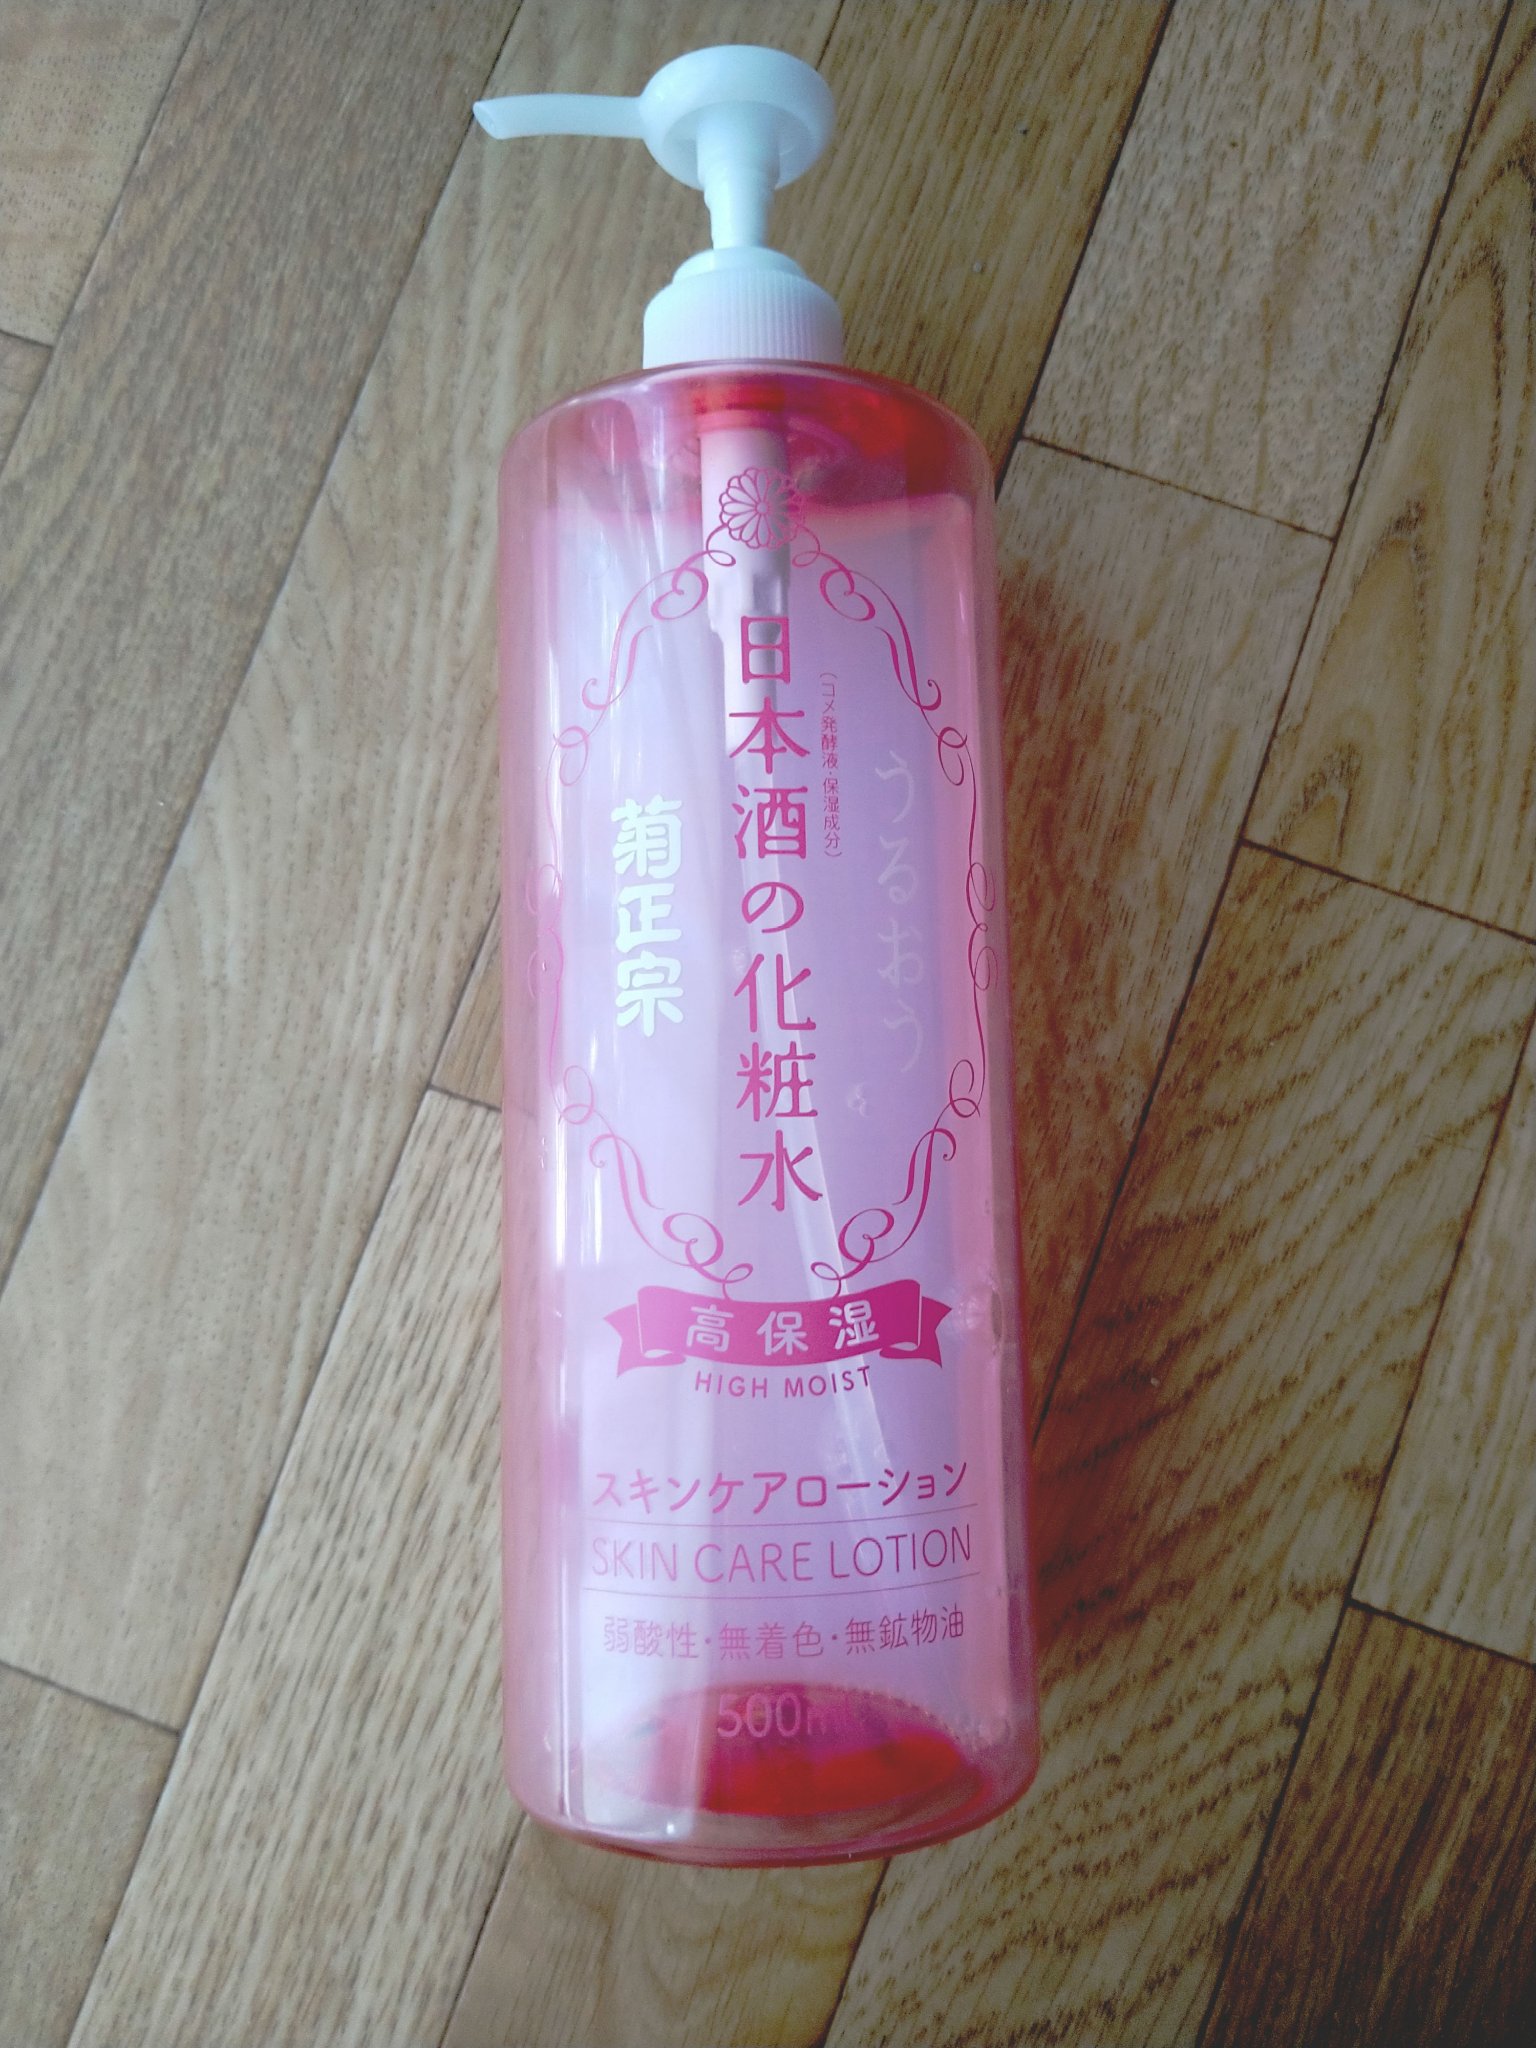 うるおう
(コメ発酵液・保湿成分)
日本酒の化粧水
菊正宗
高保湿
HIGH MOIST
スキンケアローション
SKIN CARE LOTION
弱酸性・無着色・無鉱物油
500ml